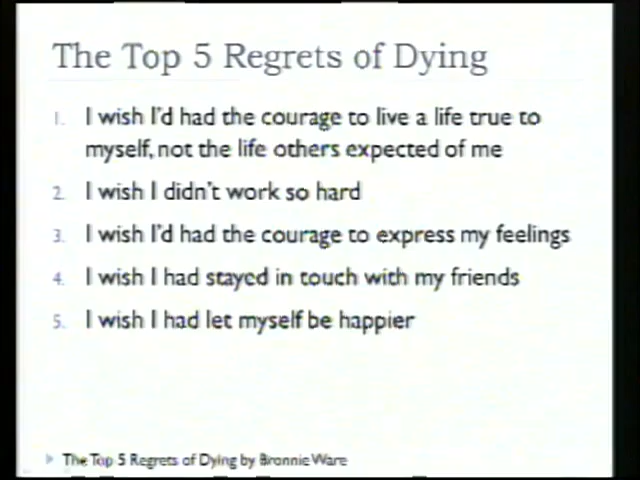 The Top 5 Regrets of Dying
1. I wish I'd had the courage to live a life true to
myself, not the life others expected of me
2. I wish I didn't work so hard
3. I wish I'd had the courage to express my feelings
4. I wish I had stayed in touch with my friends
5. I wish I had let myself be happier
The Top 5 Regrets of Dying by Bronnie Ware